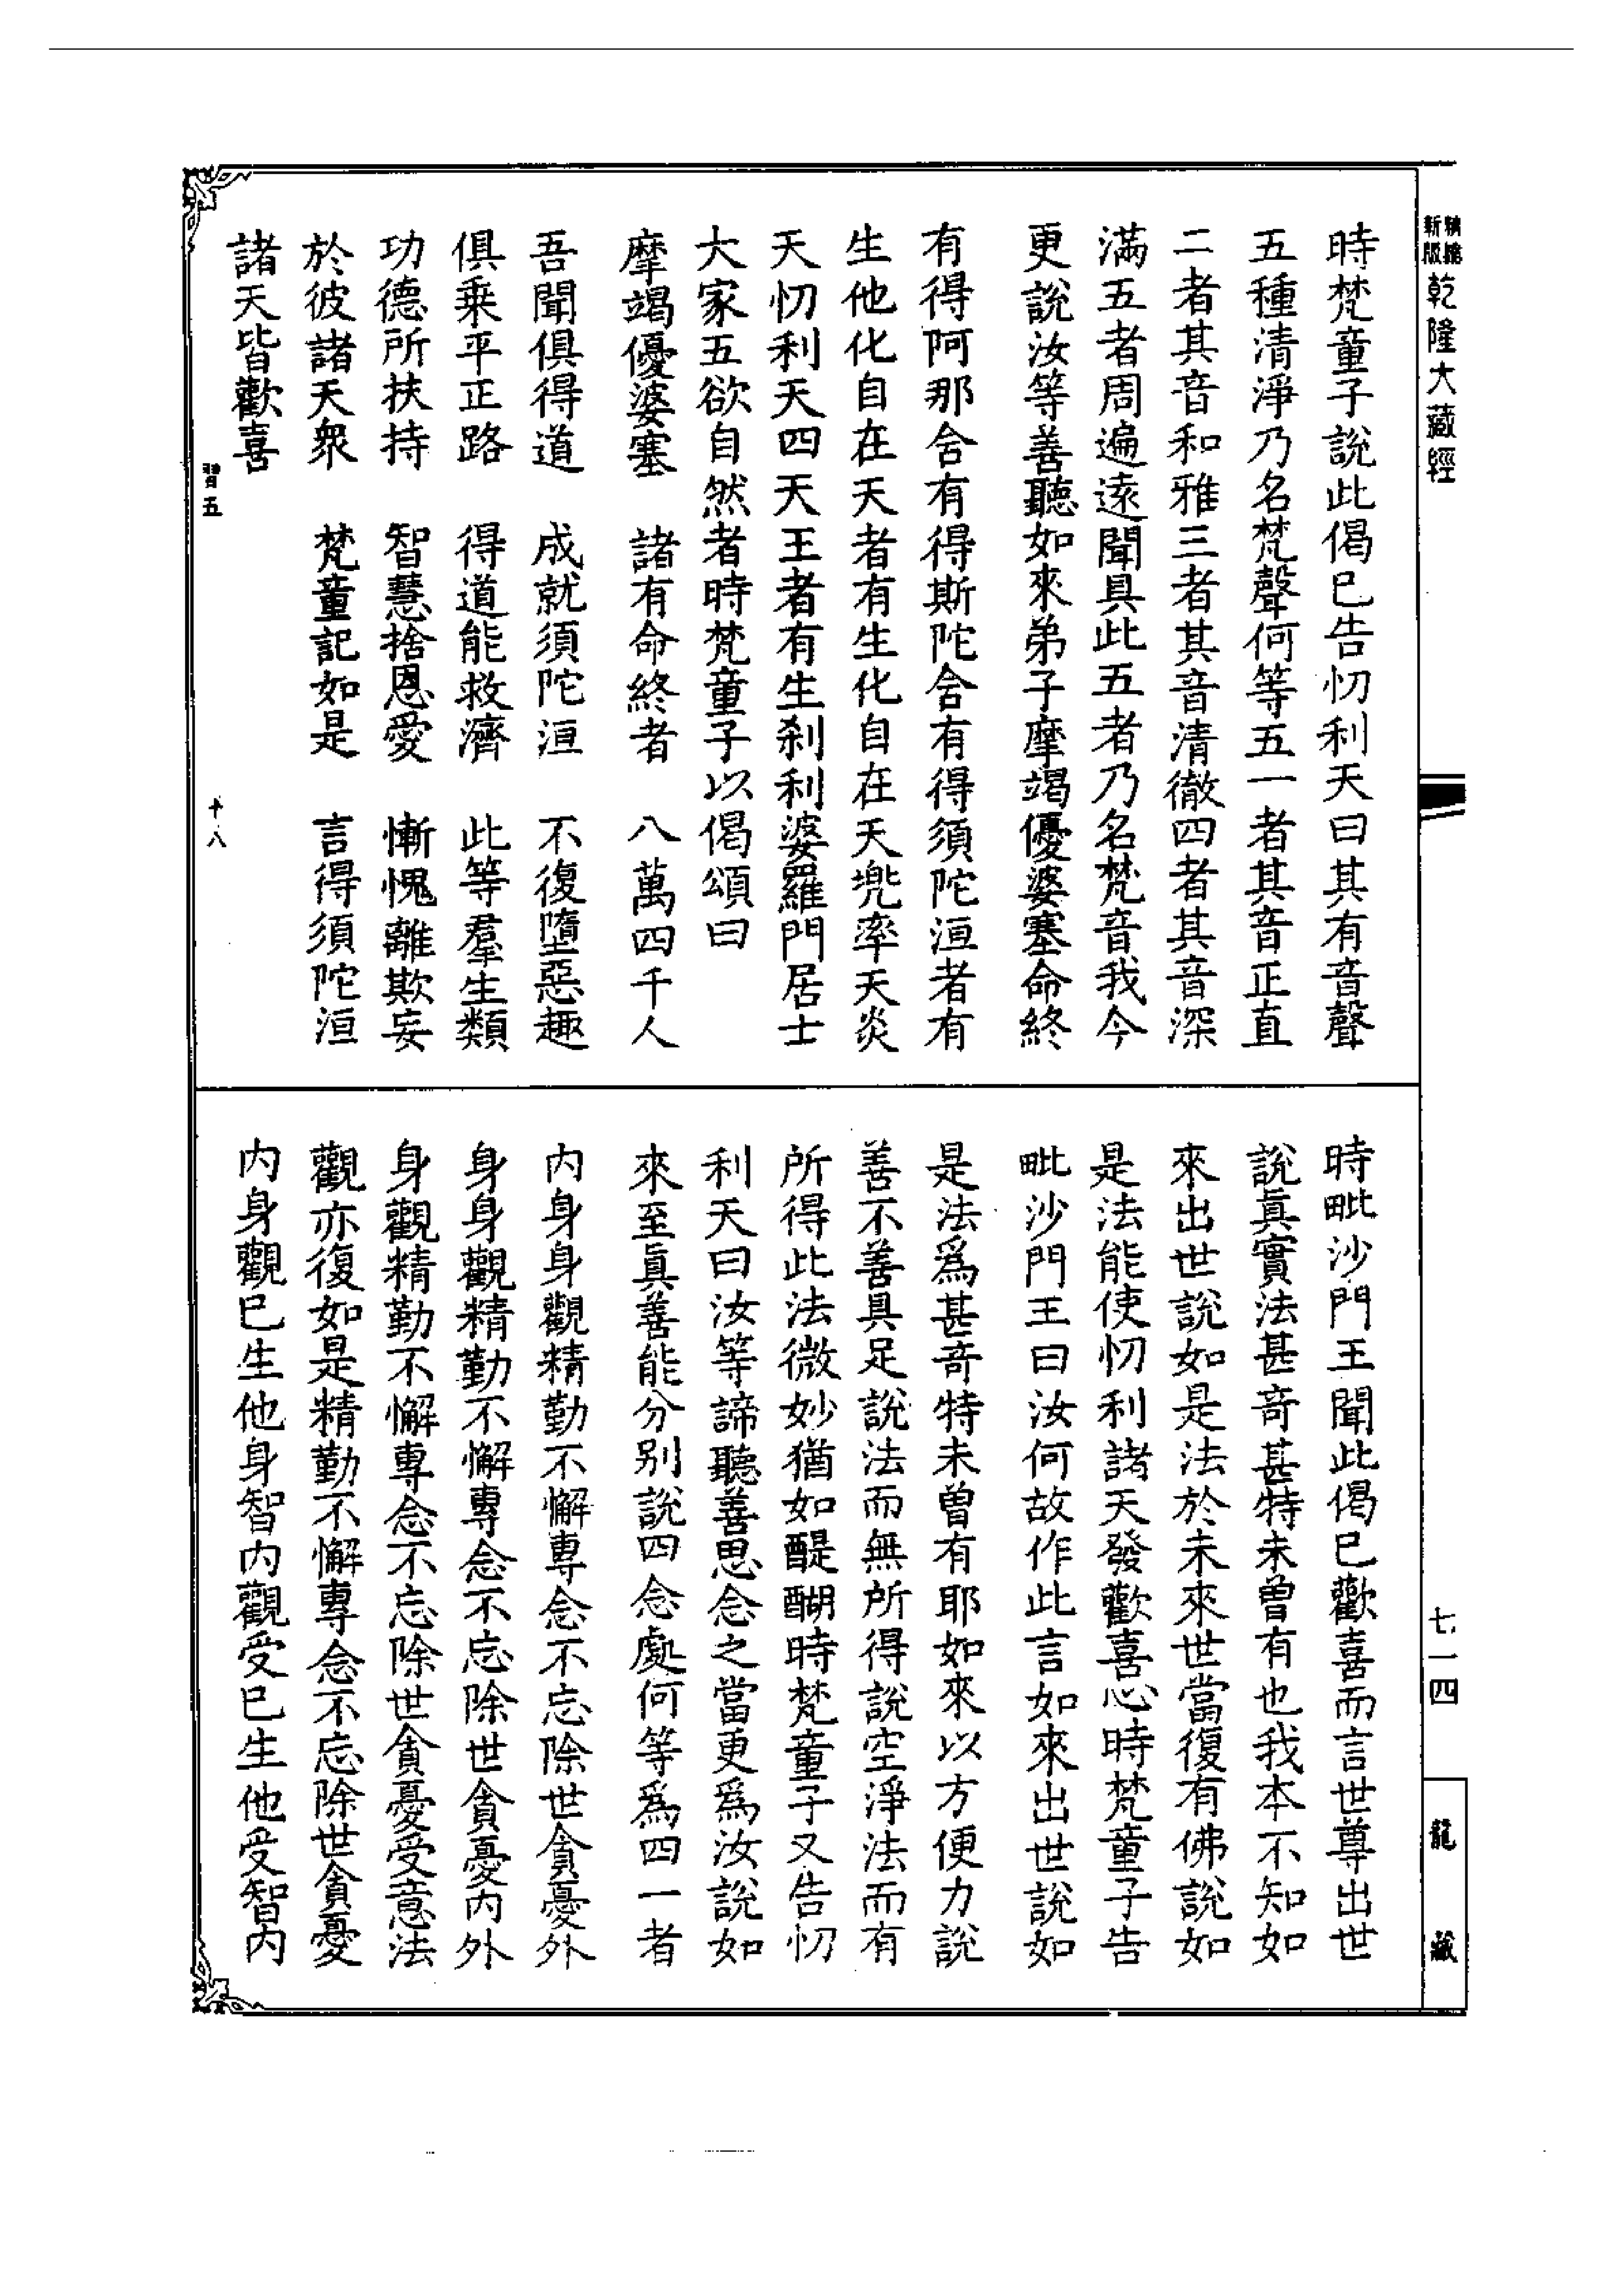 新版
精縮
乾隆大藏經
七一四
龍藏
時梵童子說此偈已告忉利天曰其有音聲
五種清淨乃名梵聲何等五一者其音正直
二者其音和雅三者其音清徹四者其音深
滿五者周遍遠聞具此五者乃名梵音我今
更說汝等善聽如來弟子摩竭優婆塞命終
有得阿那含有得斯陀含有得須陀洹者有
生他化自在天者有生化自在天兠率天炎
天忉利天四天王者有生刹利婆羅門居士
大家五欲自然者時梵童子以偈頌曰
摩竭優婆塞 諸有命終者 八萬四千人
吾聞俱得道 成就須陀洹 不復墮惡趣
俱乗平正路 得道能救濟 此等羣生類
功德所扶持 智慧捨恩愛 慚愧離欺妄
於彼諸天衆 梵童記如是 言得須陀洹
諸天皆歡喜
時毗沙門王聞此偈已歡喜而言世尊出世
說眞實法甚奇甚特未曾有也我本不知如
來出世說如是法於未來世當復有佛說如
是法能使忉利諸天發歡喜心時梵童子告
毗沙門王曰汝何故作此言如來出世說如
是法爲甚奇特未曾有耶如來以方便力說
善不善具足說法而無所得說空淨法而有
所得此法微妙猶如醍醐時梵童子又告忉
利天曰汝等諦聽善思念之當更爲汝說如
來至眞善能分别說四念處何等爲四一者
内身身觀精勤不懈專念不忘除世貪憂外
身身觀精勤不懈專念不忘除世貪憂内外
身觀精勤不懈專念不忘除世貪憂受意法
觀亦復如是精勤不懈專念不忘除世貪憂
内身觀已生他身智内觀受已生他受智内
十八